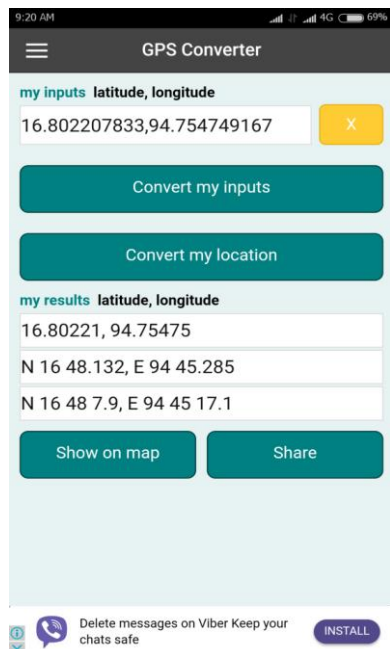 9:20 AM 4G 69%
GPS Converter
my inputs latitude, longitude
16.802207833,94.754749167 X
Convert my inputs
Convert my location
my results latitude, longitude
16.80221, 94.75475
N 16 48.132, E 94 45.285
N 16 48 7.9, E 94 45 17.1
Show on map Share
Delete messages on Viber Keep your
chats safe
INSTALL